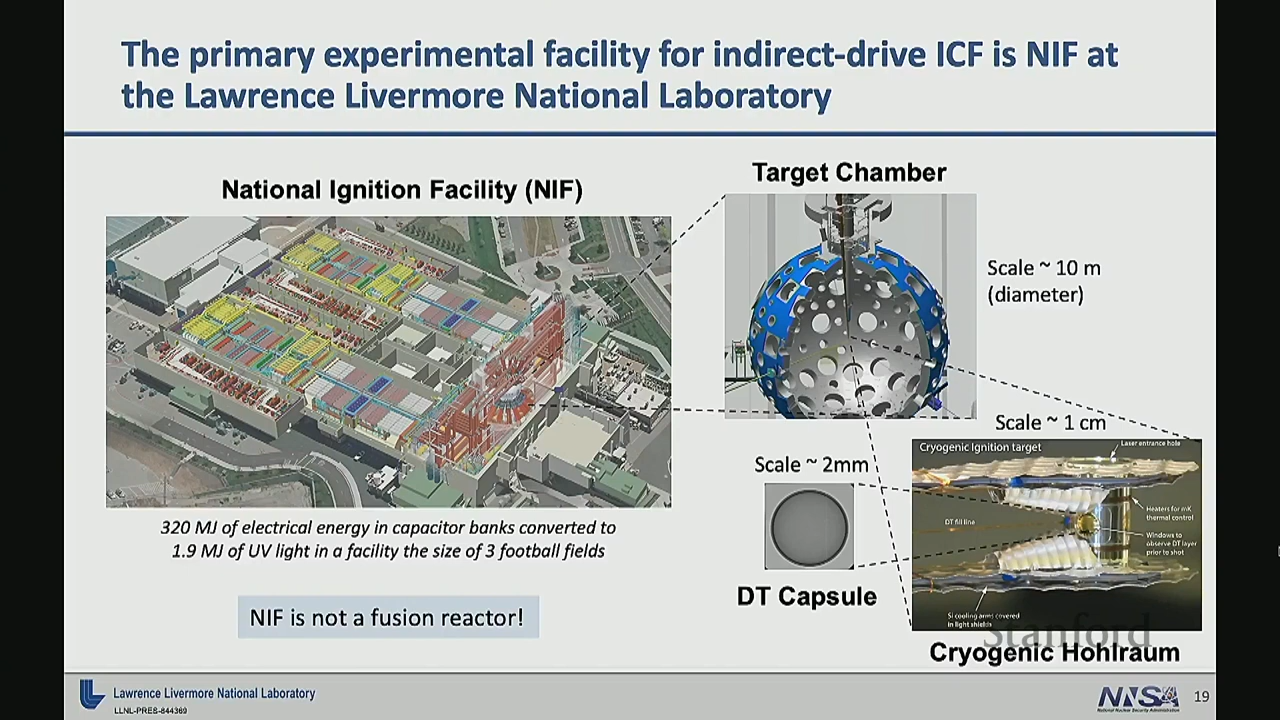 The primary experimental facility for indirect-drive ICF is NIF at
the Lawrence Livermore National Laboratory
National Ignition Facility (NIF)
320 MJ of electrical energy in capacitor banks converted to
1.9 MJ of UV light in a facility the size of 3 football fields
NIF is not a fusion reactor!
Target Chamber
Scale ~ 10 m
(diameter)
Scale ~ 1 cm
Scale ~ 2mm
DT Capsule
Cryogenic Ignition target
Laser entrance hole
Heaters for mK
thermal control
DT fill line
Windows to
observe DT layer
prior to shot
Si cooling arms covered
in light shields
Stanford
Cryogenic Hohlraum
Lawrence Livermore National Laboratory
LLNL-PRES-844369
NNSA
National Nuclear Security Administration
19